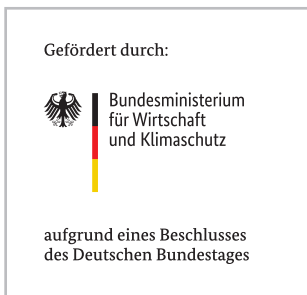 Gefördert durch:
Bundesministerium
für Wirtschaft
und Klimaschutz
aufgrund eines Beschlusses
des Deutschen Bundestages